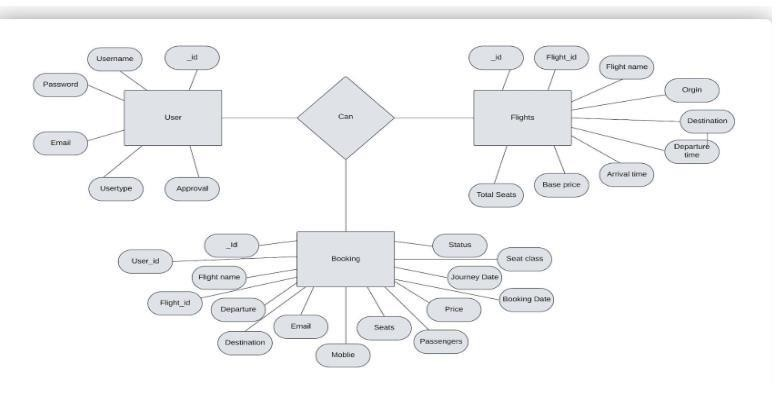 Username
_id
Password
User
Email
Usertype
Approval
Can
_id
Flight_id
Flight name
Orgin
Flights
Destination
Departure
time
Arrival time
Base price
Total Seats
_Id
User_id
Flight name
Flight_id
Departure
Destination
Booking
Email
Moblie
Seats
Passengers
Price
Booking Date
Journey Date
Seat class
Status